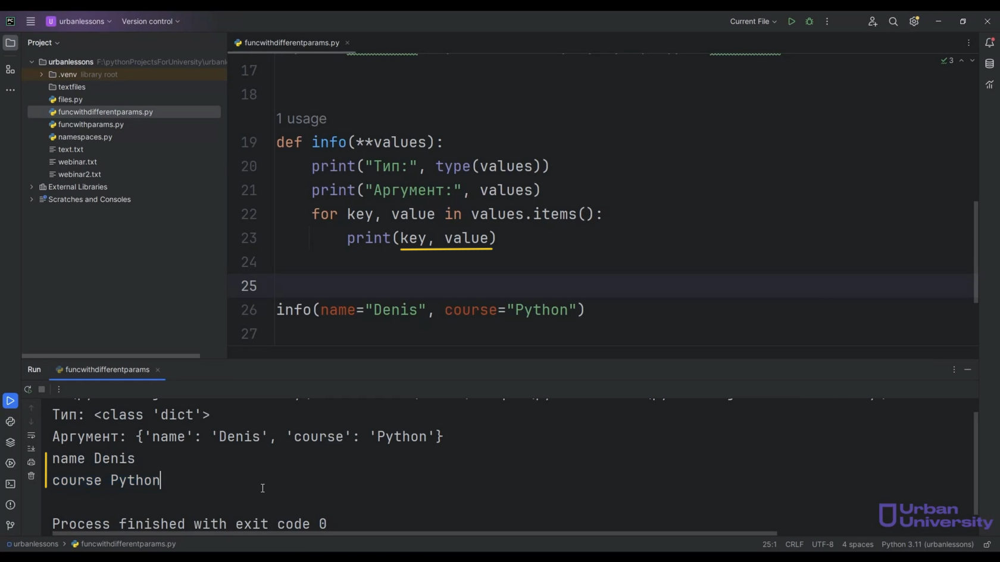 urbanlessons
Version control
Current File
Project
funcwithdifferentparams.py
urbanlessons F:\pythonProjectsForUniversity\urbanl
.venv library root
textfiles
files.py
funcwithdifferentparams.py
funcwithparams.py
namespaces.py
text.txt
webinar.txt
webinar2.txt
External Libraries
Scratches and Consoles
3
17
18
1 usage
19 def info(**values):
20 print("Тип:", type(values))
21 print("Аргумент:", values)
22 for key, value in values.items():
23 print(key, value)
24
25
26 info(name="Denis", course="Python")
27
Run funcwithdifferentparams
Тип: <class 'dict'>
Аргумент: {'name': 'Denis', 'course': 'Python'}
name Denis
course Python
Process finished with exit code 0
Urban
University
urbanlessons > funcwithdifferentparams.py
25:1 CRLF UTF-8 4 spaces Python 3.11 (urbanlessons)